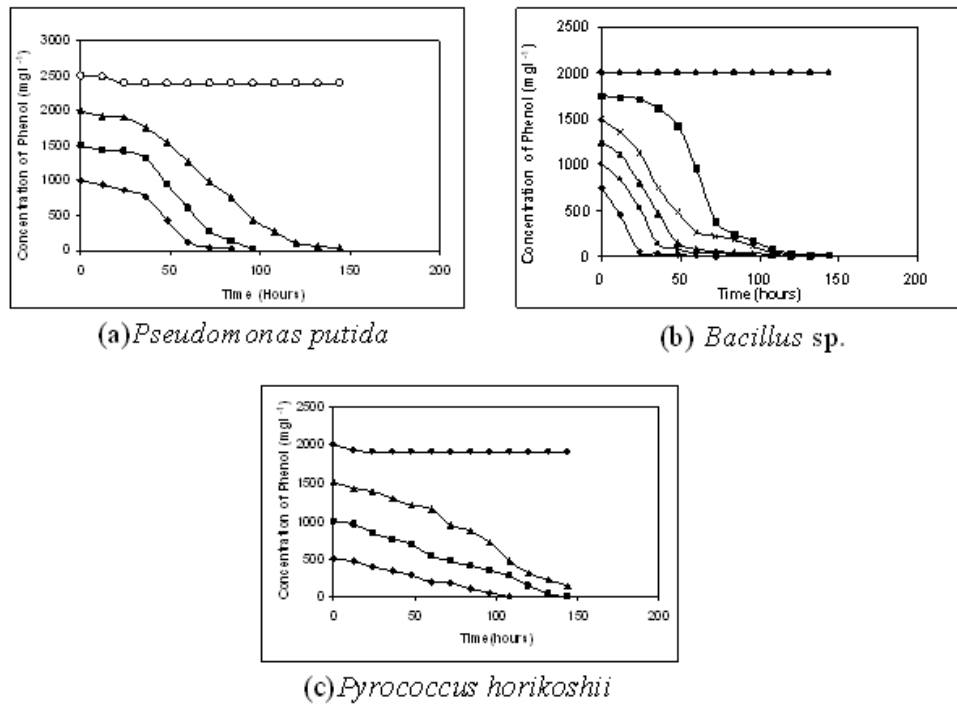 Concentration of Phenol (mgl⁻¹)
3000
2500
2000
1500
1000
500
0
0 50 100 150 200
Time (Hours)
(a)Pseudomonas putida
Concentration of Phenol (mgl⁻¹)
2500
2000
1500
1000
500
0
0 50 100 150 200
Time (hours)
(b) Bacillus sp.
Concentration of Phenol (mgl⁻¹)
2500
2000
1500
1000
500
0
0 50 100 150 200
Time (hours)
(c)Pyrococcus horikoshii